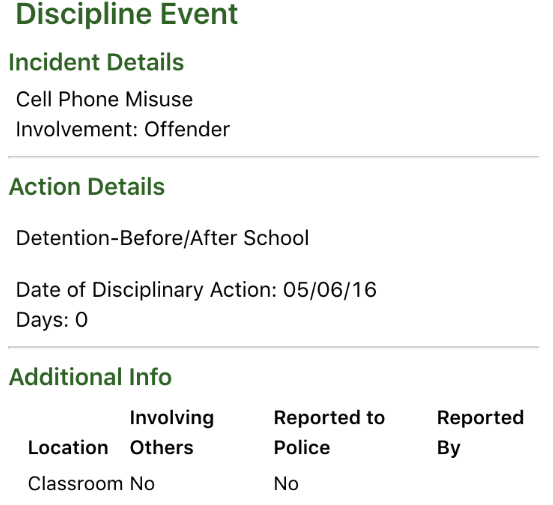 Discipline Event
Incident Details
Cell Phone Misuse
Involvement: Offender
Action Details
Detention-Before/After School
Date of Disciplinary Action: 05/06/16
Days: 0
Additional Info
Involving Reported to Reported
Location Others Police By
Classroom No No